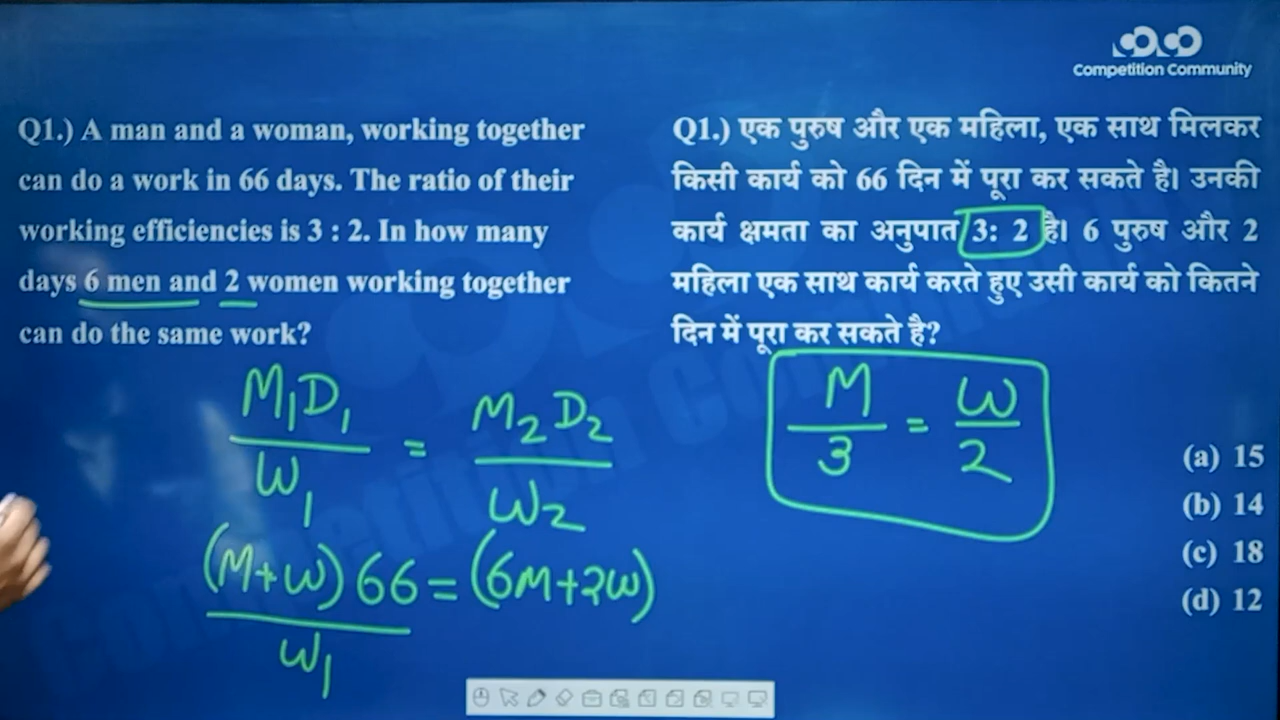 Competition Community
Q1.) A man and a woman, working together
can do a work in 66 days. The ratio of their
working efficiencies is 3 : 2. In how many
days 6 men and 2 women working together
can do the same work?
Q1.) एक पुरुष और एक महिला, एक साथ मिलकर
किसी कार्य को 66 दिन में पूरा कर सकते है। उनकी
कार्य क्षमता का अनुपात 3: 2 है। 6 पुरुष और 2
महिला एक साथ कार्य करते हुए उसी कार्य को कितने
दिन में पूरा कर सकते है?
M₁D₁ / W₁ = M₂D₂ / W₂
(M+W) 66 / W₁ = (6M+2W)
M / 3 = W / 2
(a) 15
(b) 14
(c) 18
(d) 12